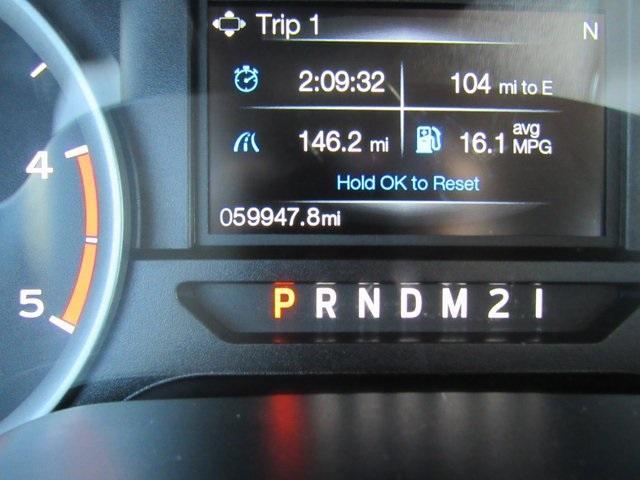 Trip 1
N
2:09:32 104 mi to E
146.2 mi 16.1 avg MPG
Hold OK to Reset
059947.8mi
4
5
P R N D M 2 1